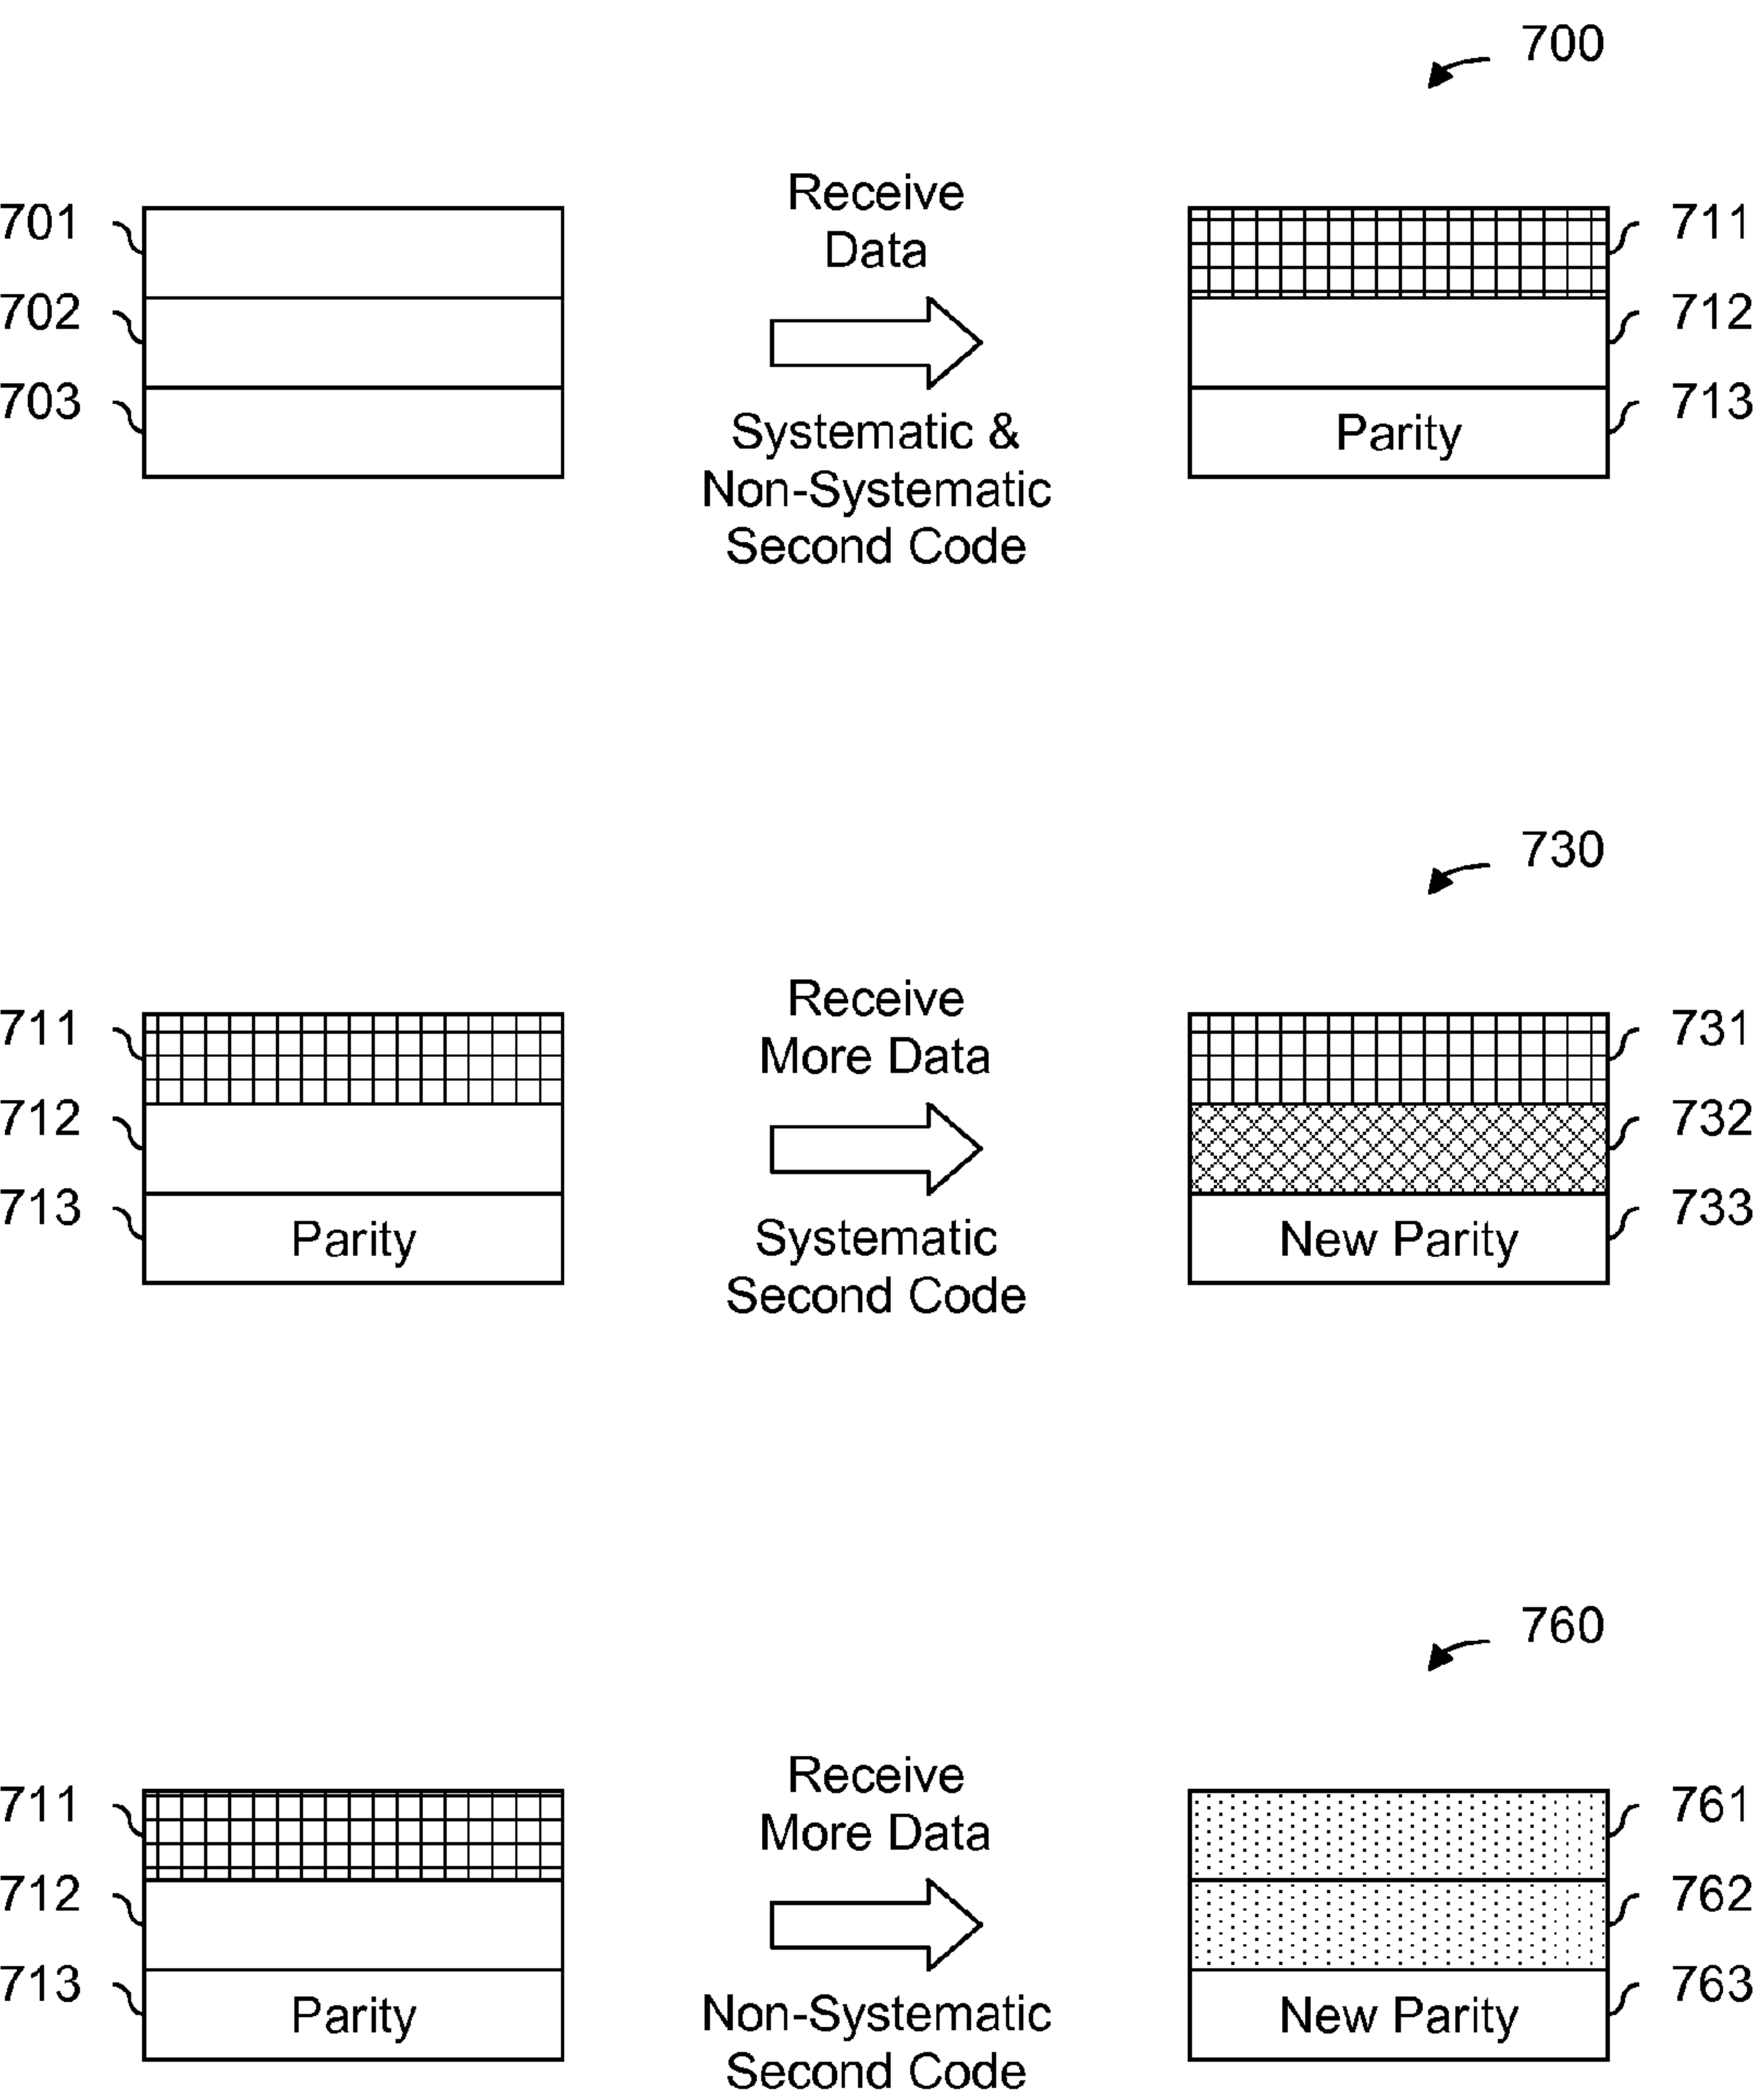 700
701
702
703
Receive
Data
Systematic &
Non-Systematic
Second Code
711
712
713
Parity
730
711
712
713
Parity
Receive
More Data
Systematic
Second Code
731
732
733
New Parity
760
711
712
713
Parity
Receive
More Data
Non-Systematic
Second Code
761
762
763
New Parity